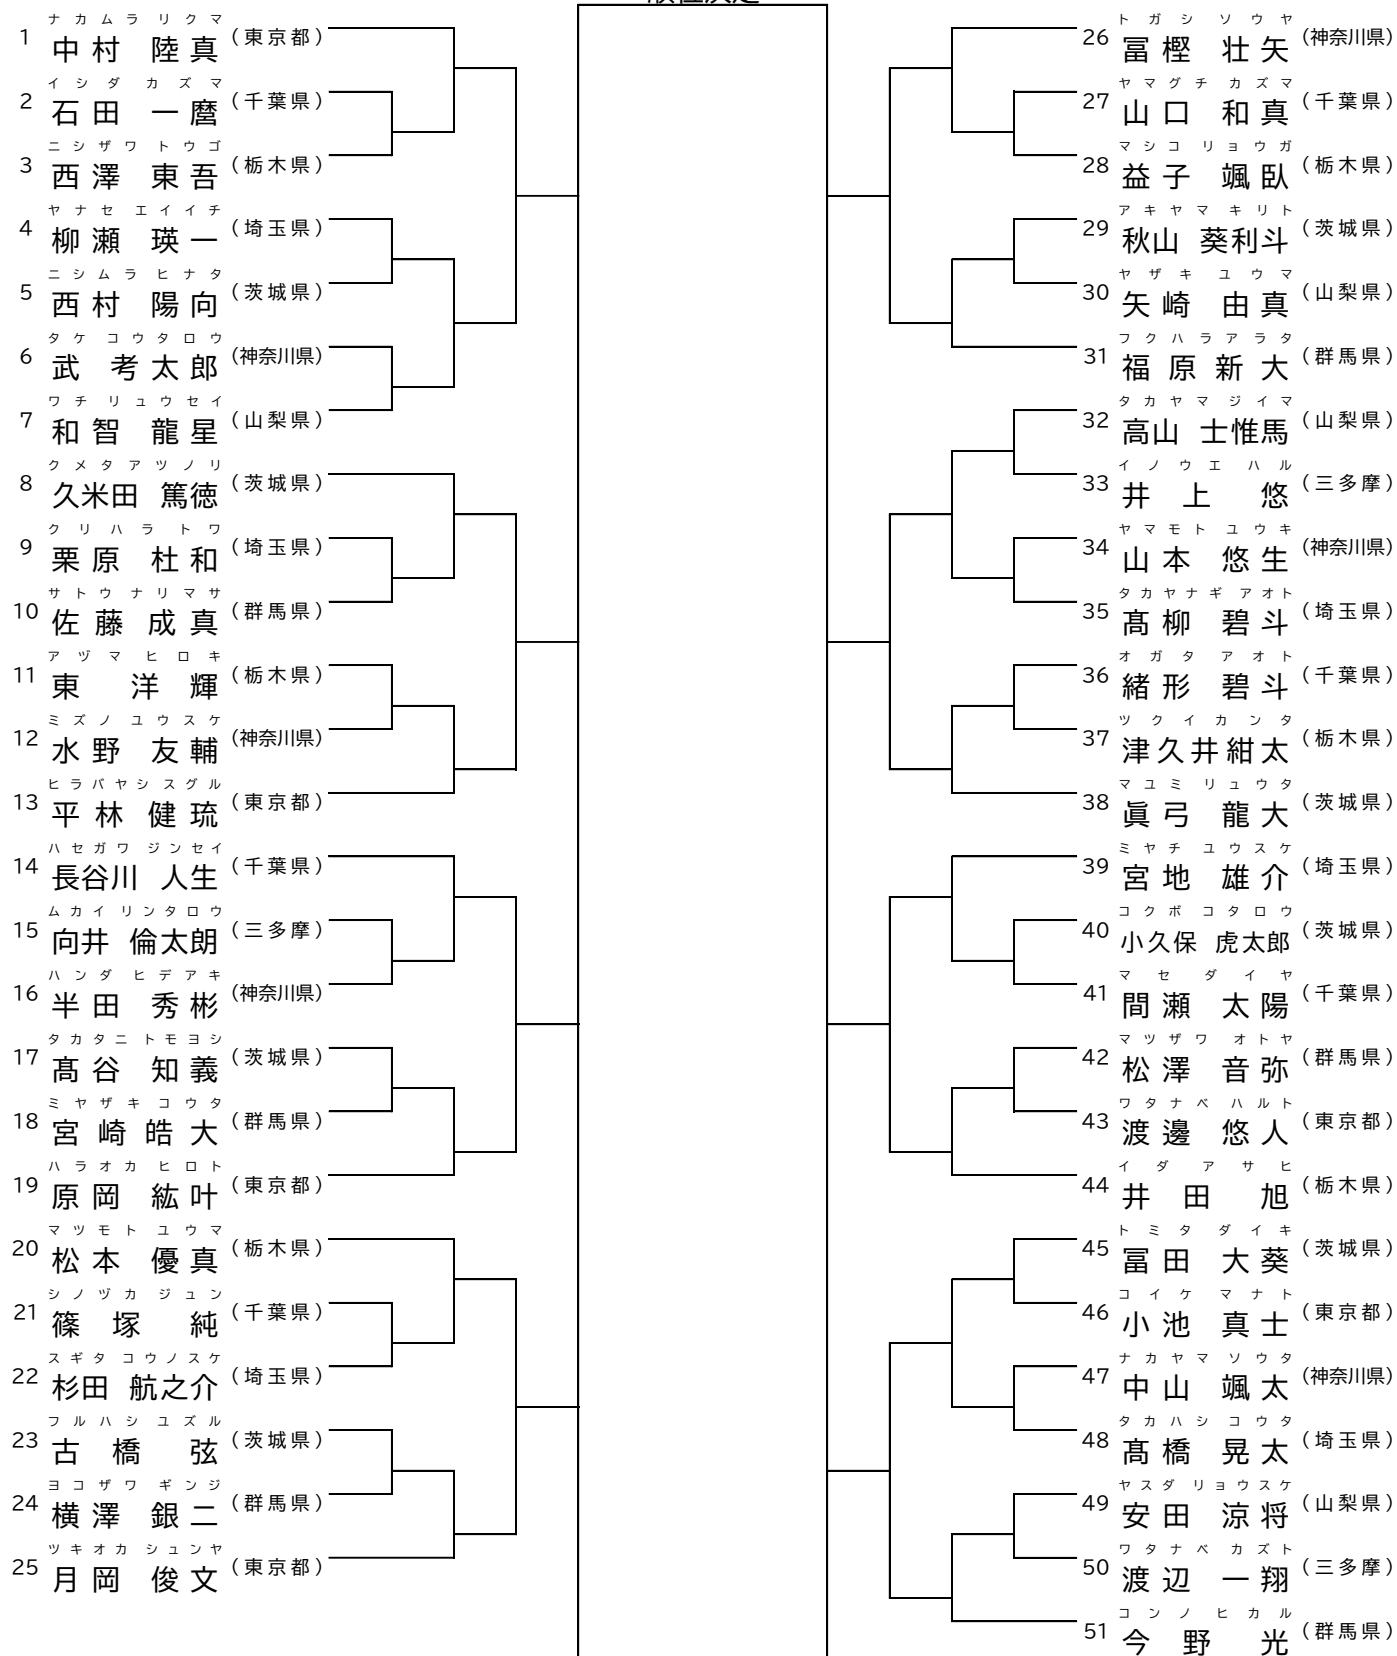 ナカムラ リクマ
1 中村 陸真 (東京都)
イシダ カズマ
2 石田 一麿 (千葉県)
ニシザワ トウゴ
3 西澤 東吾 (栃木県)
ヤナセ エイイチ
4 柳瀬 瑛一 (埼玉県)
ニシムラ ヒナタ
5 西村 陽向 (茨城県)
タケ コウタロウ
6 武 考太郎 (神奈川県)
ワチ リュウセイ
7 和智 龍星 (山梨県)
クメタアツノリ
8 久米田 篤徳 (茨城県)
クリハラ トワ
9 栗原 杜和 (埼玉県)
サトウ ナリマサ
10 佐藤 成真 (群馬県)
アヅマ ヒロキ
11 東 洋輝 (栃木県)
ミズノ ユウスケ
12 水野 友輔 (神奈川県)
ヒラバヤシ スグル
13 平林 健琉 (東京都)
ハセガワ ジンセイ
14 長谷川 人生 (千葉県)
ムカイ リンタロウ
15 向井 倫太朗 (三多摩)
ハンダ ヒデアキ
16 半田 秀彬 (神奈川県)
タカタニ トモヨシ
17 髙谷 知義 (茨城県)
ミヤザキ コウタ
18 宮崎皓大 (群馬県)
ハラオカ ヒロト
19 原岡 紘叶 (東京都)
マツモト ユウマ
20 松本 優真 (栃木県)
シノヅカ ジュン
21 篠塚 純 (千葉県)
スギタ コウノスケ
22 杉田 航之介 (埼玉県)
フルハシ ユズル
23 古橋 弦 (茨城県)
ヨコザワ ギンジ
24 横澤 銀二 (群馬県)
ツキオカ シュンヤ
25 月岡 俊文 (東京都)
トガシ ソウヤ
26 冨樫 壮矢 (神奈川県)
ヤマグチ カズマ
27 山口 和真 (千葉県)
マシコ リョウガ
28 益子 颯臥 (栃木県)
アキヤマ キリト
29 秋山 葵利斗 (茨城県)
ヤザキ ユウマ
30 矢崎 由真 (山梨県)
フクハラアラタ
31 福原新大 (群馬県)
タカヤマ ジイマ
32 高山 士惟馬 (山梨県)
イノウエ ハル
33 井上 悠 (三多摩)
ヤマモト ユウキ
34 山本 悠生 (神奈川県)
タカヤナギ アオト
35 髙柳 碧斗 (埼玉県)
オガタ アオト
36 緒形 碧斗 (千葉県)
ツクイカンタ
37 津久井紺太 (栃木県)
マユミ リュウタ
38 眞弓 龍大 (茨城県)
ミヤチ ユウスケ
39 宮地 雄介 (埼玉県)
コクボ コタロウ
40 小久保 虎太郎 (茨城県)
マセ ダイヤ
41 間瀬 太陽 (千葉県)
マツザワ オトヤ
42 松澤 音弥 (群馬県)
ワタナベ ハルト
43 渡邊 悠人 (東京都)
イダ アサヒ
44 井田 旭 (栃木県)
トミタ ダイキ
45 冨田 大葵 (茨城県)
コイケ マナト
46 小池 真士 (東京都)
ナカヤマ ソウタ
47 中山 颯太 (神奈川県)
タカハシ コウタ
48 髙橋 晃太 (埼玉県)
ヤスダ リョウスケ
49 安田 涼将 (山梨県)
ワタナベ カズト
50 渡辺 一翔 (三多摩)
コンノ ヒカル
51 今野 光 (群馬県)